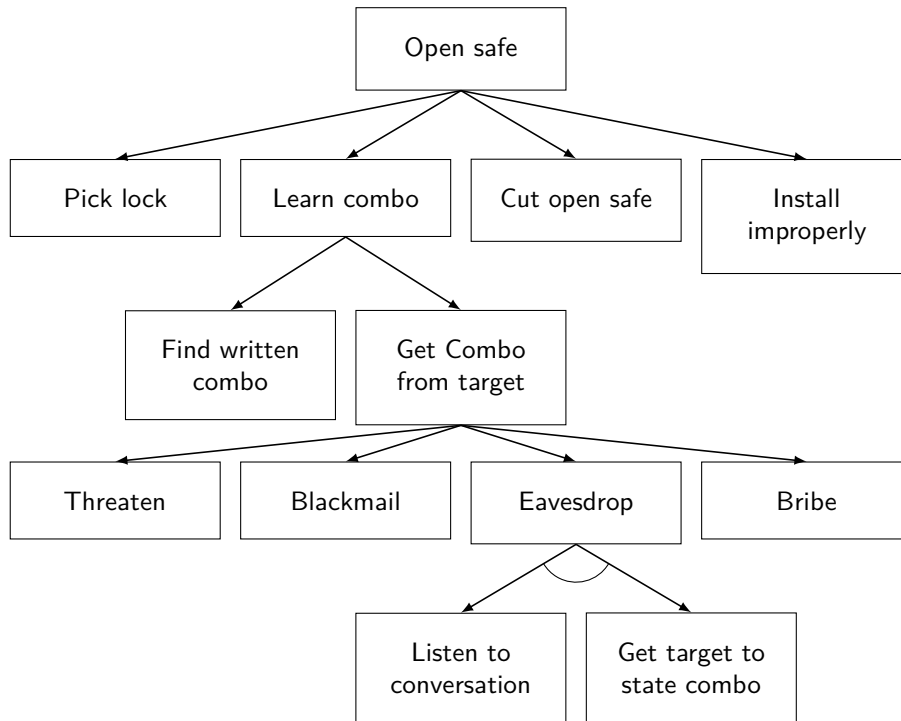 Open safe
Pick lock
Learn combo
Cut open safe
Install
improperly
Find written
combo
Get Combo
from target
Threaten
Blackmail
Eavesdrop
Bribe
Listen to
conversation
Get target to
state combo